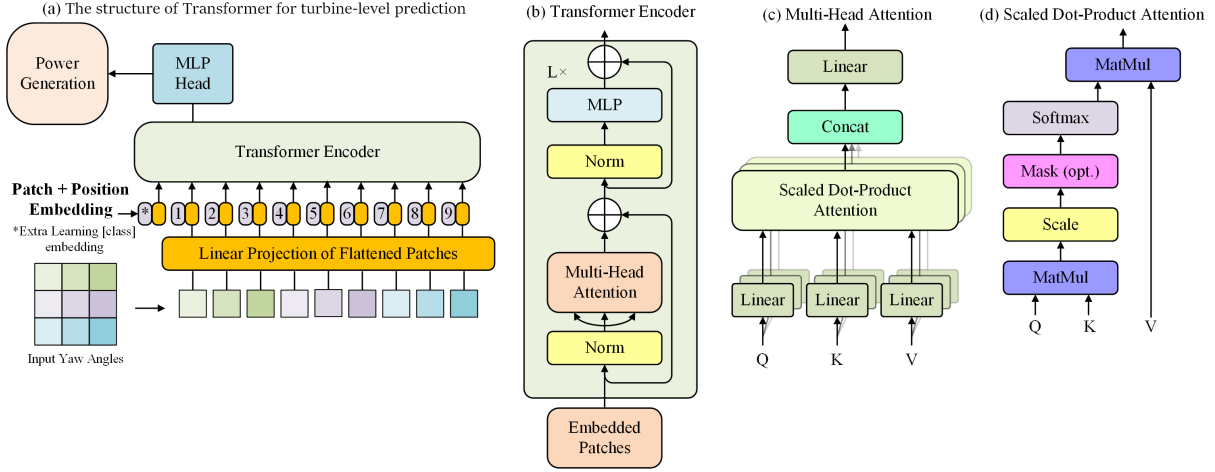 (a) The structure of Transformer for turbine-level prediction
Power
Generation
MLP
Head
Transformer Encoder
Patch + Position
Embedding
*Extra Learning [class]
embedding
* 1 2 3 4 5 6 7 8 9
Linear Projection of Flattened Patches
Input Yaw Angles
(b) Transformer Encoder
L×
MLP
Norm
Multi-Head
Attention
Norm
Embedded
Patches
(c) Multi-Head Attention
Linear
Concat
Scaled Dot-Product
Attention
Linear Linear Linear
Q K V
(d) Scaled Dot-Product Attention
MatMul
Softmax
Mask (opt.)
Scale
MatMul
Q K V